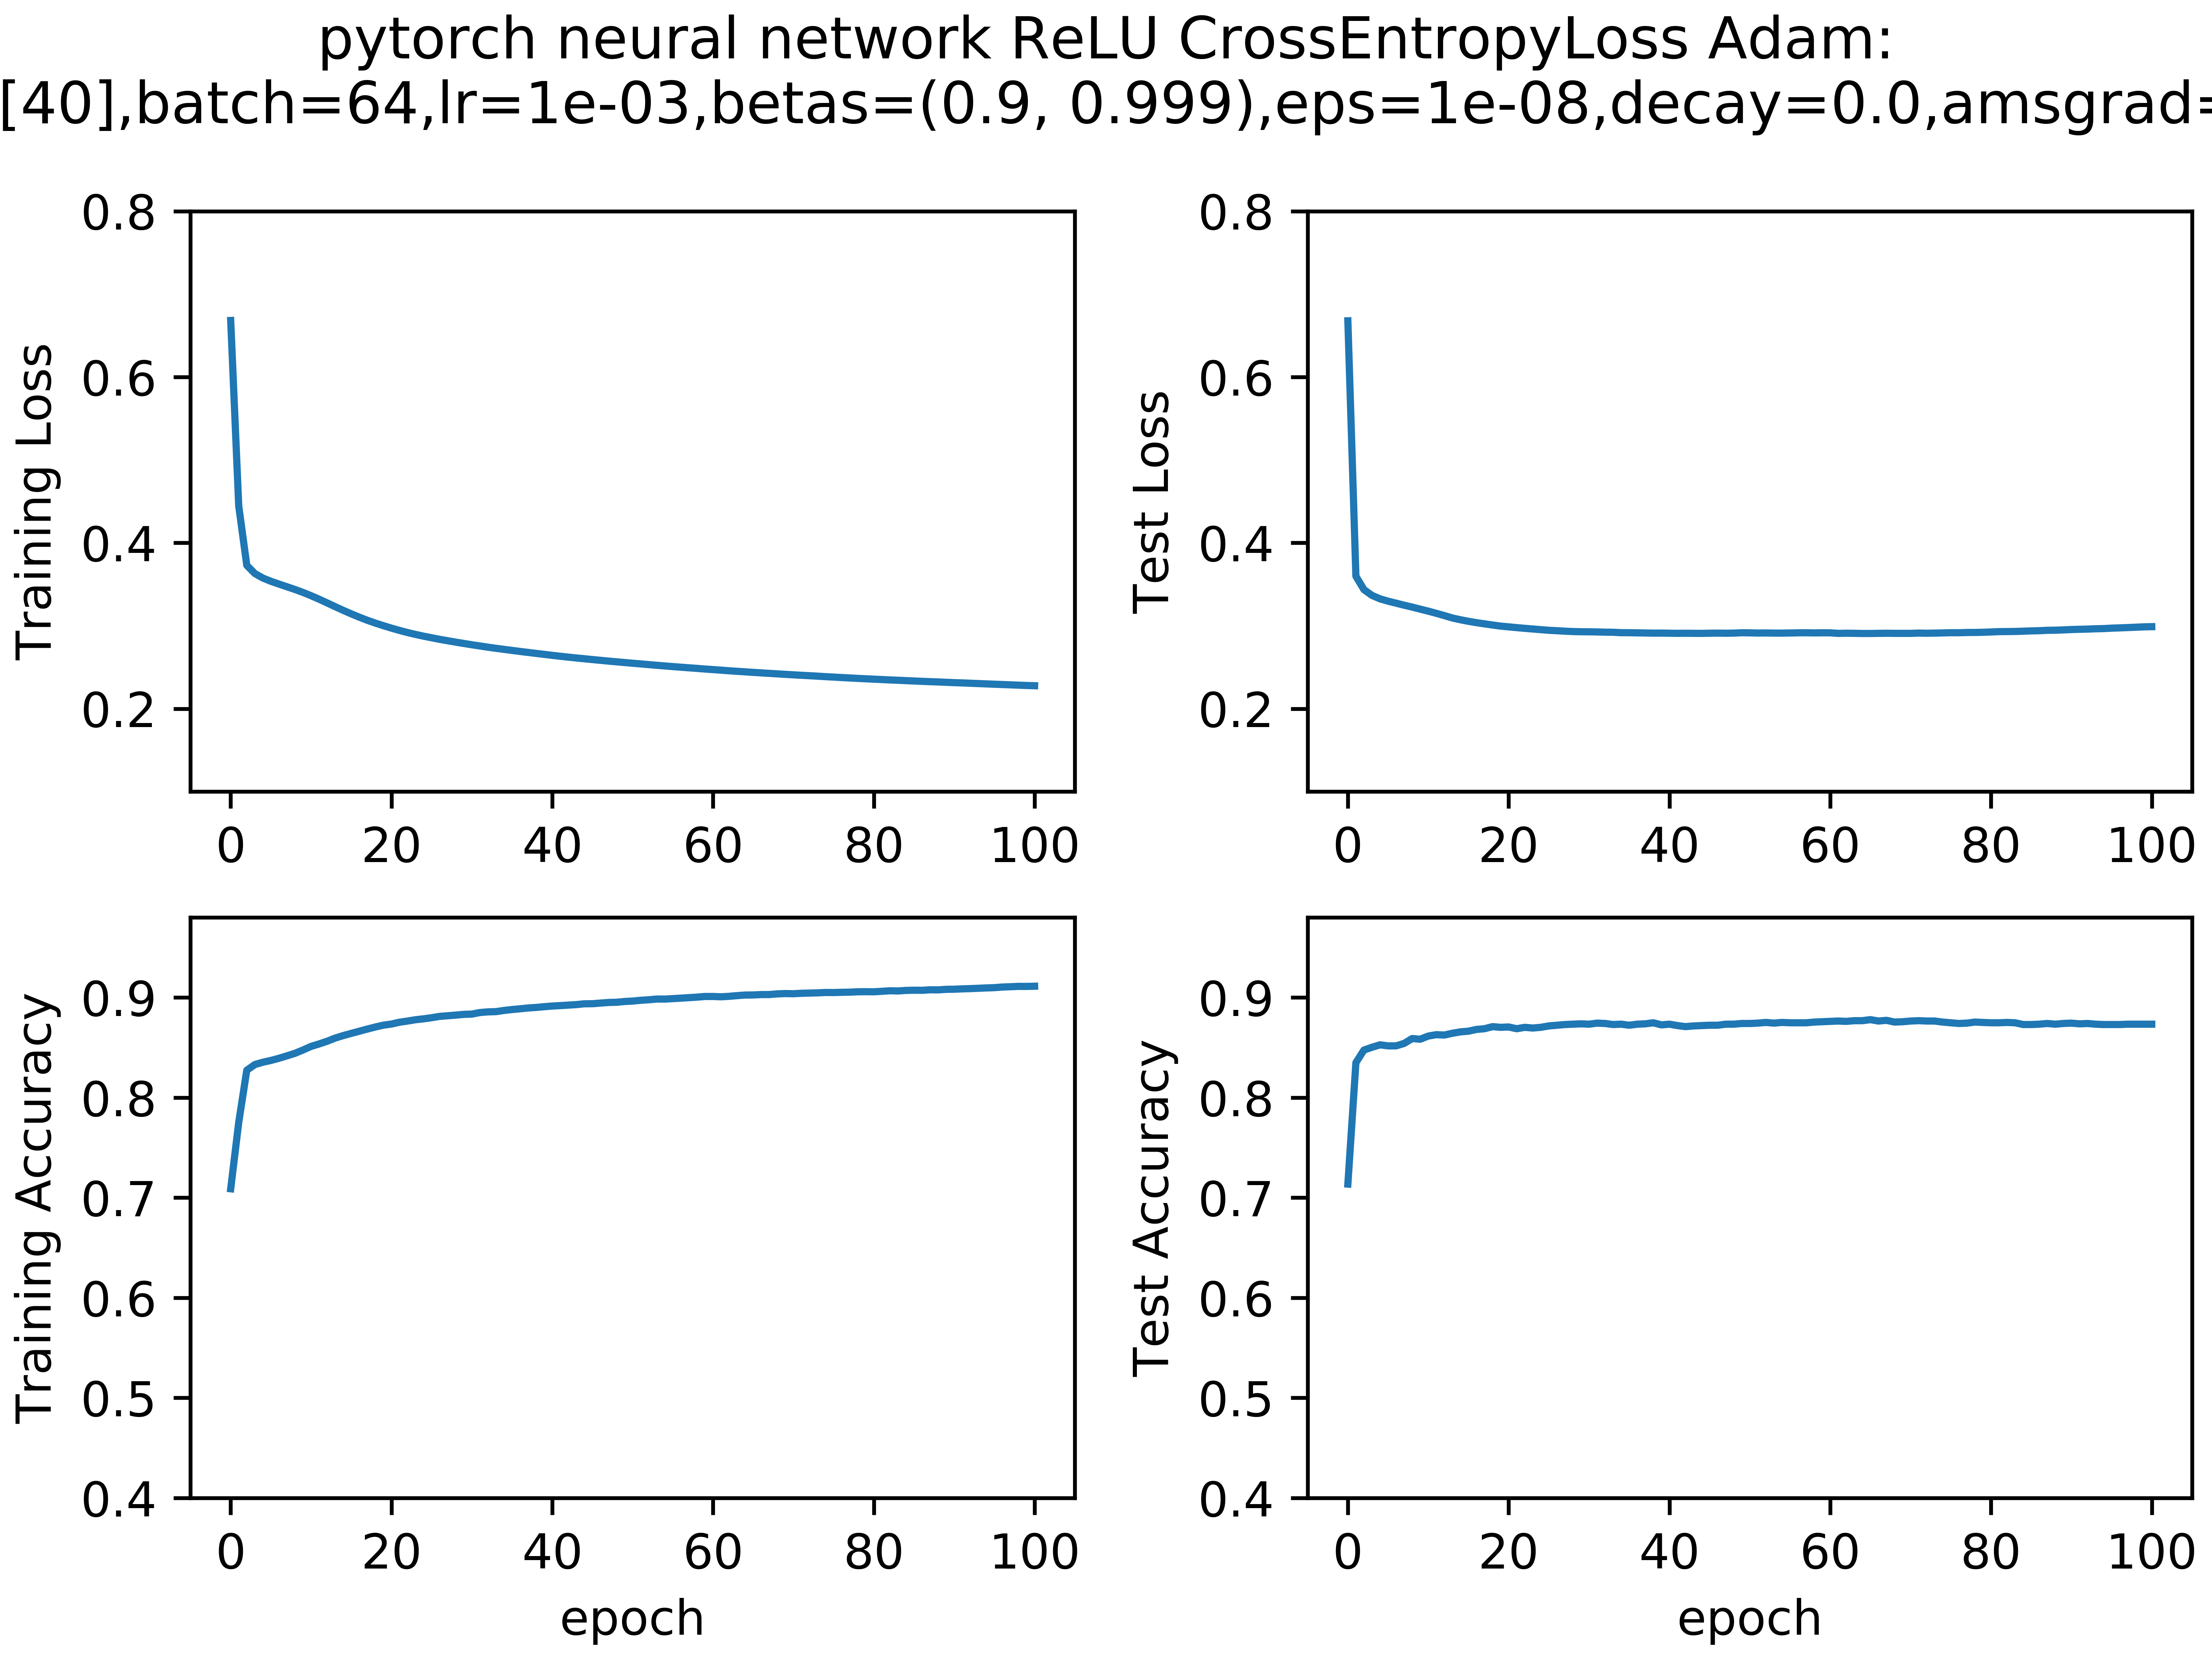 pytorch neural network ReLU CrossEntropyLoss Adam:
[40],batch=64,lr=1e-03,betas=(0.9, 0.999),eps=1e-08,decay=0.0,amsgrad=
Training Loss
0.8
0.6
0.4
0.2
0 20 40 60 80 100
Test Loss
0.8
0.6
0.4
0.2
0 20 40 60 80 100
Training Accuracy
0.9
0.8
0.7
0.6
0.5
0.4
0 20 40 60 80 100
epoch
Test Accuracy
0.9
0.8
0.7
0.6
0.5
0.4
0 20 40 60 80 100
epoch